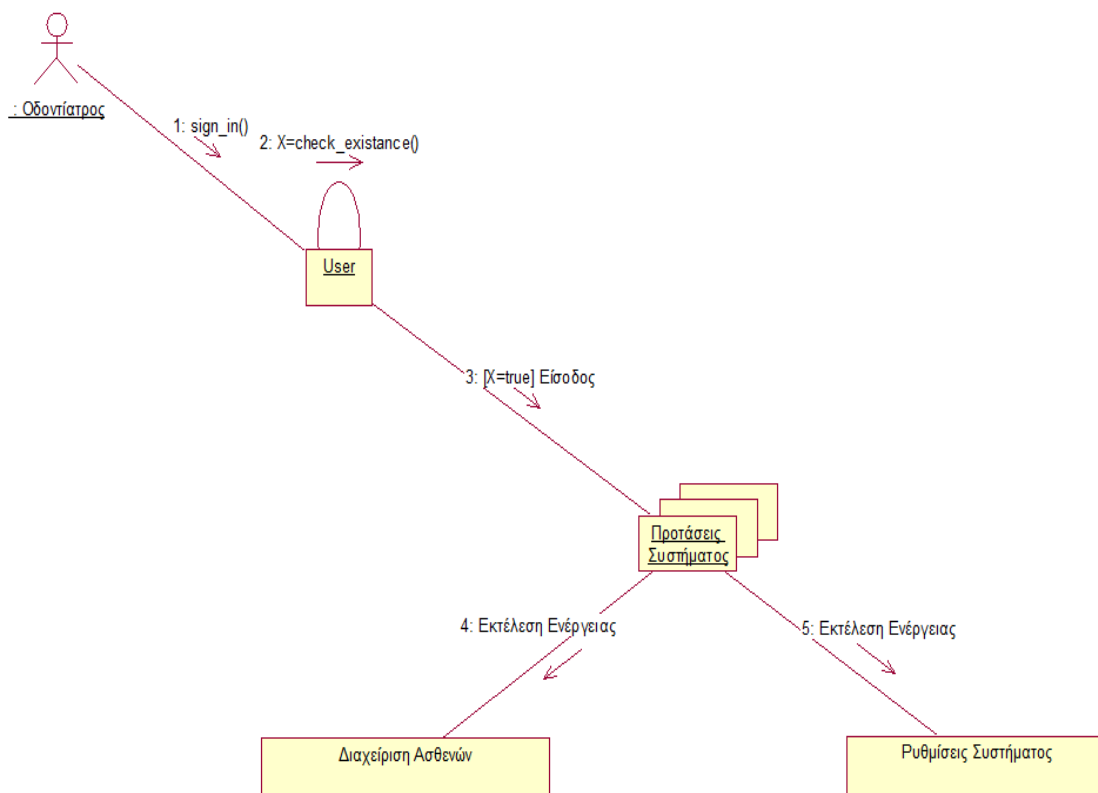 : Οδοντίατρος
1: sign_in()
2: X=check_existance()
User
3: [X=true] Είσοδος
Προτάσεις
Συστήματος
4: Εκτέλεση Ενέργειας
5: Εκτέλεση Ενέργειας
Διαχείριση Ασθενών
Ρυθμίσεις Συστήματος